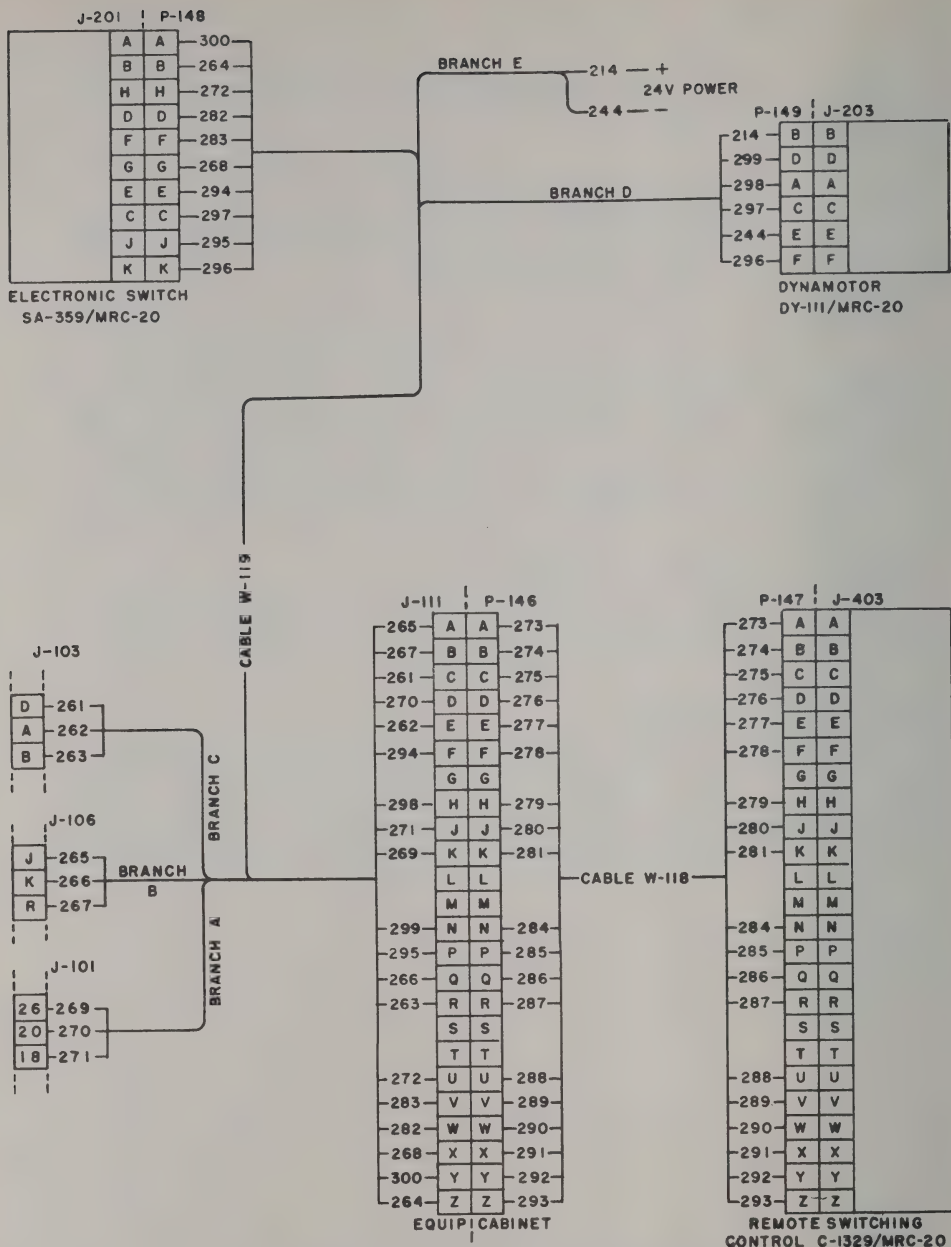 J-201 P-148
A A 300
B B 264
H H 272
D D 282
F F 283
G G 268
E E 294
C C 297
J J 295
K K 296
ELECTRONIC SWITCH
SA-359/MRC-20
BRANCH E
214 +
24V POWER
244 -
BRANCH D
P-149 J-203
214 B B
299 D D
298 A A
297 C C
244 E E
296 F F
DYNAMOTOR
DY-111/MRC-20
CABLE W-119
J-103
D 261
A 262
B 263
BRANCH C
J-106
J 265
K 266
R 267
BRANCH
B
J-101
26 269
20 270
18 271
BRANCH A
J-111 P-146
265 A A 273
267 B B 274
261 C C 275
270 D D 276
262 E E 277
294 F F 278
G G
298 H H 279
271 J J 280
269 K K 281
L L
M M
299 N N 284
295 P P 285
266 Q Q 286
263 R R 287
S S
T T
272 U U 288
283 V V 289
282 W W 290
268 X X 291
300 Y Y 292
264 Z Z 293
EQUIP CABINET
CABLE W-118
P-147 J-403
273 A A
274 B B
275 C C
276 D D
277 E E
278 F F
G G
279 H H
280 J J
281 K K
L L
M M
284 N N
285 P P
286 Q Q
287 R R
S S
T T
288 U U
289 V V
290 W W
291 X X
292 Y Y
293 Z Z
REMOTE SWITCHING
CONTROL C-1329/MRC-20